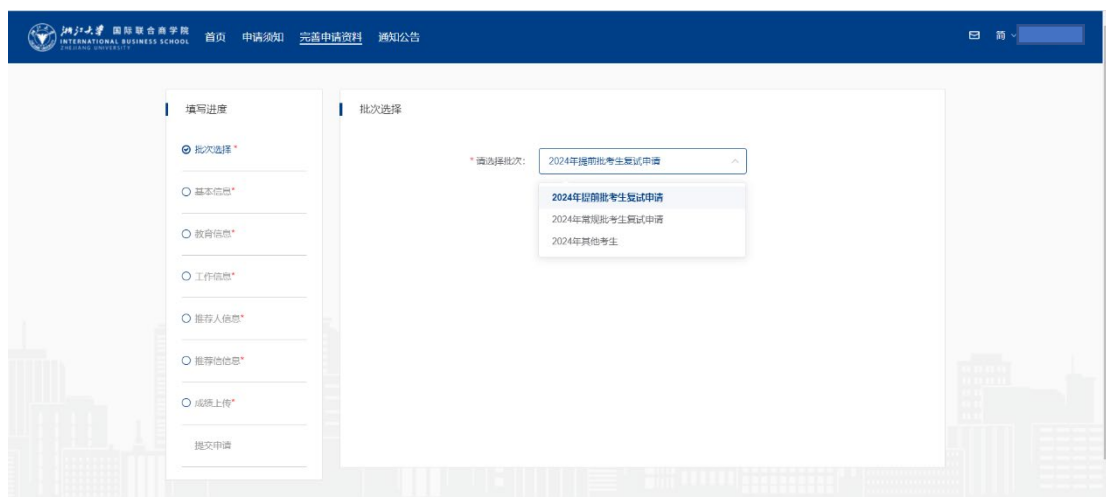 浙江大学 国际联合商学院
INTERNATIONAL BUSINESS SCHOOL
ZHEJIANG UNIVERSITY
首页 申请须知 完善申请资料 通知公告
简
填写进度
批次选择*
基本信息*
教育信息*
工作信息*
推荐人信息*
推荐信信息*
成绩上传*
提交申请
批次选择
*请选择批次: 2024年提前批考生复试申请
2024年提前批考生复试申请
2024年常规批考生复试申请
2024年其他考生